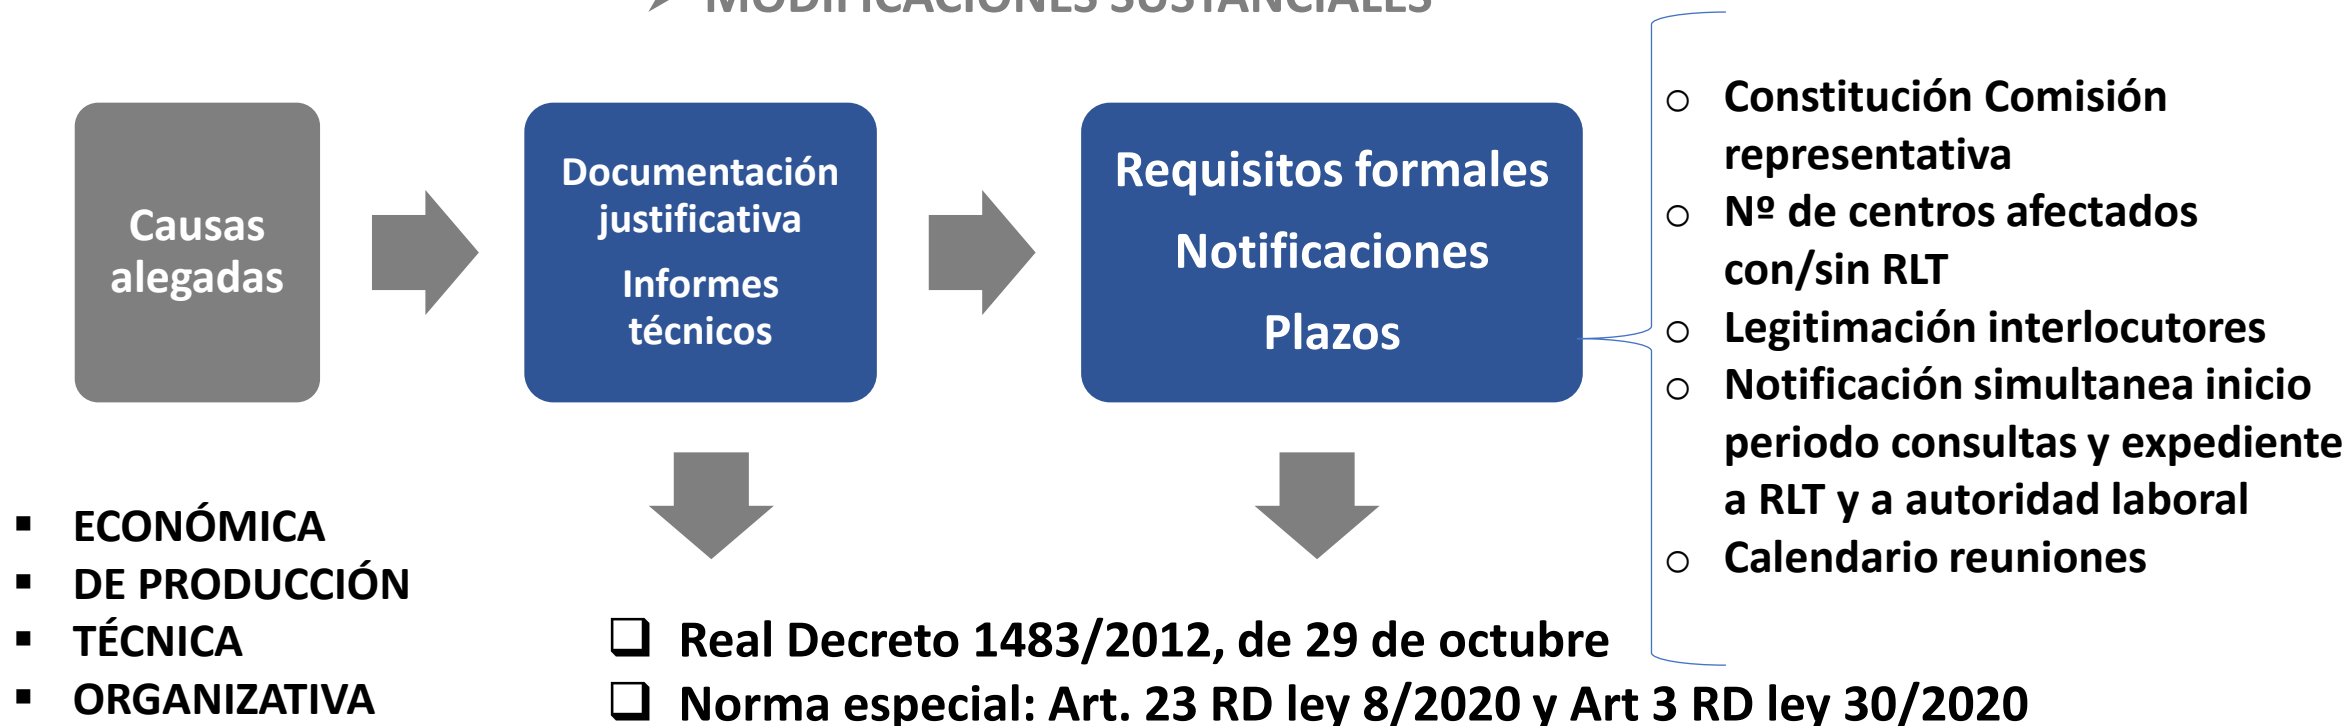 MODIFICACIONES SUSTANCIALES
Causas
alegadas
Documentación
justificativa
Informes
técnicos
Requisitos formales
Notificaciones
Plazos
Constitución Comisión
representativa
Nº de centros afectados
con/sin RLT
Legitimación interlocutores
Notificación simultanea inicio
periodo consultas y expediente
a RLT y a autoridad laboral
Calendario reuniones
ECONÓMICA
DE PRODUCCIÓN
TÉCNICA
ORGANIZATIVA
Real Decreto 1483/2012, de 29 de octubre
Norma especial: Art. 23 RD ley 8/2020 y Art 3 RD ley 30/2020